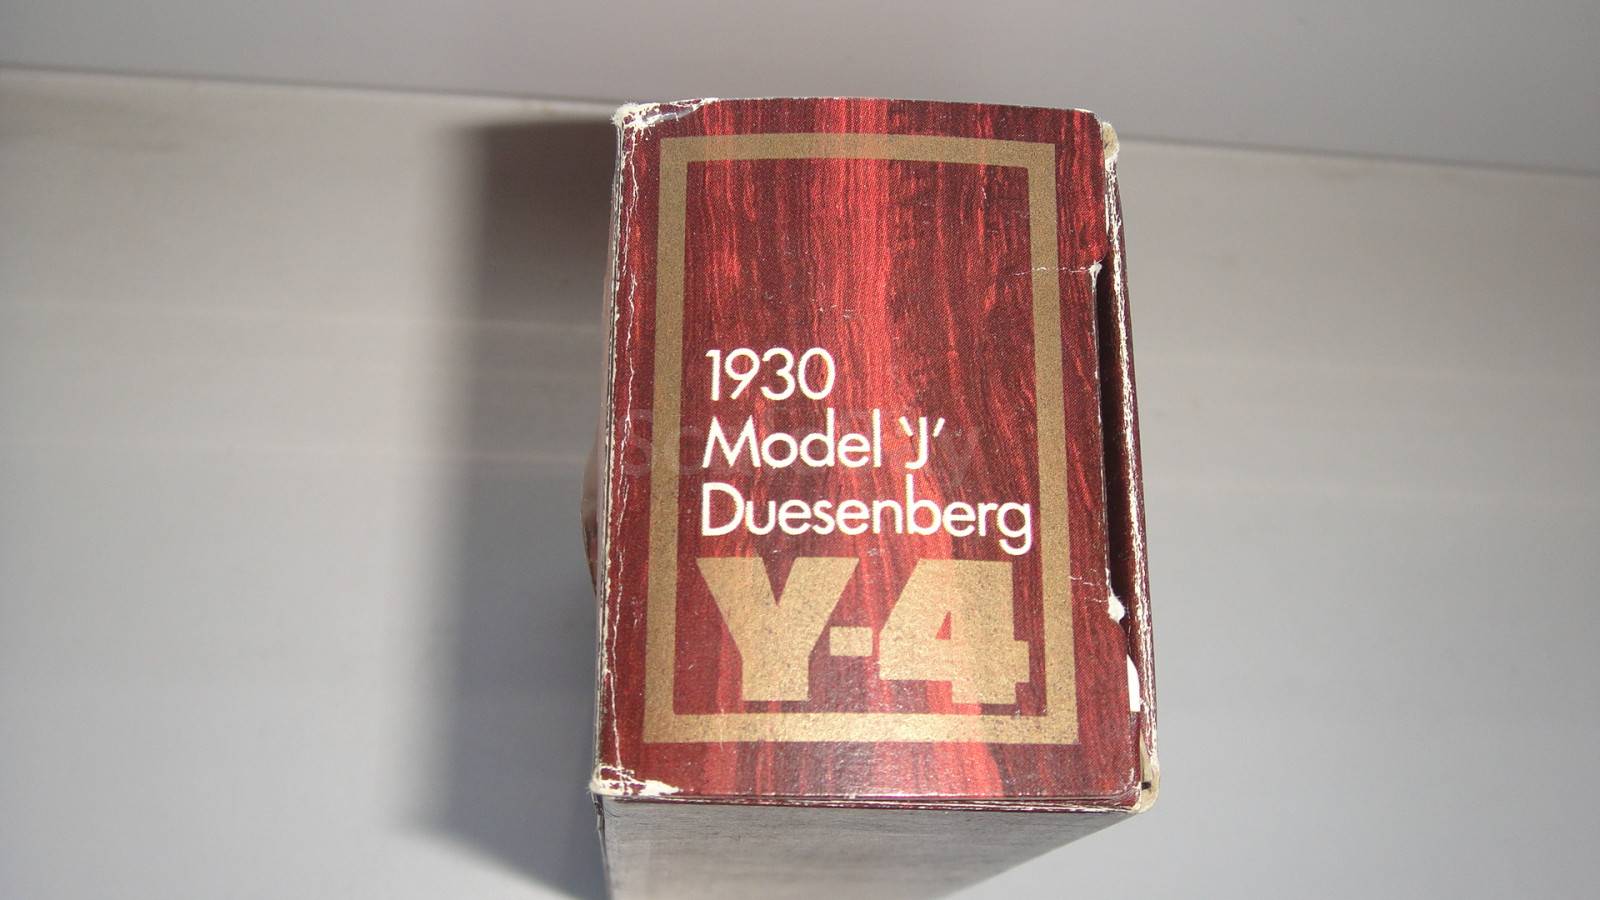 1930
Model 'J'
Duesenberg
Y-4